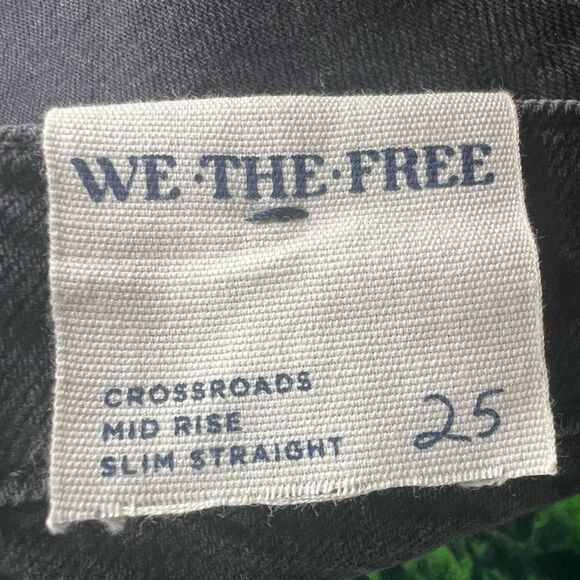 WE·THE·FREE
CROSSROADS
MID RISE
SLIM STRAIGHT
25